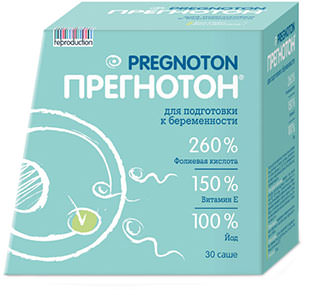 reproduction
PREGNOTON
ПРЕГНОТОН®
для подготовки
к беременности
260%
Фолиевая кислота
150%
Витамин Е
100%
Йод
30 саше